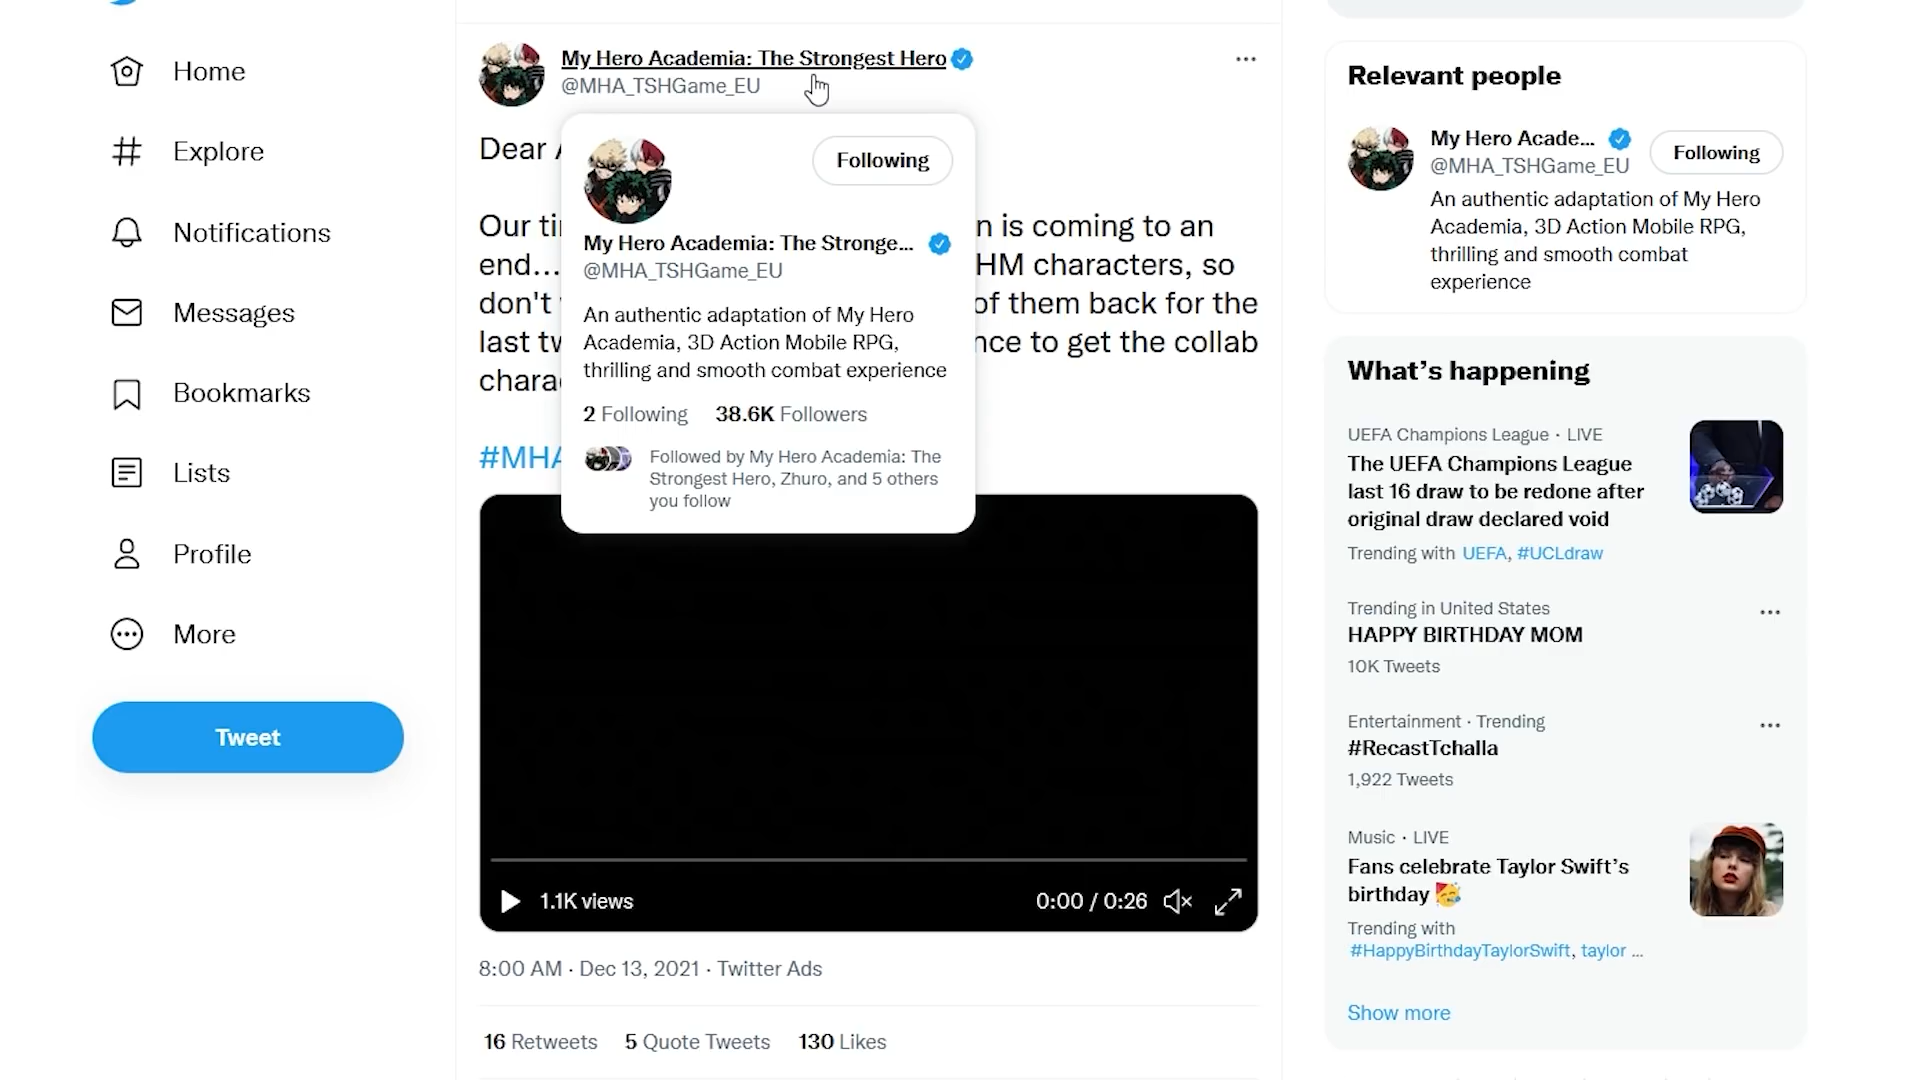 Home
Explore
Notifications
Messages
Bookmarks
Lists
Profile
More
Tweet
My Hero Academia: The Strongest Hero
@MHA_TSHGame_EU
Dear
Our
n is coming to an
end...
HM characters, so
don't
of them back for the
last
nce to get the collab
chara
#MHA
Following
My Hero Academia: The Stronge...
@MHA_TSHGame_EU
An authentic adaptation of My Hero
Academia, 3D Action Mobile RPG,
thrilling and smooth combat experience
2 Following 38.6K Followers
Followed by My Hero Academia: The
Strongest Hero, Zhuro, and 5 others
you follow
1.1K views
0:00 / 0:26
8:00 AM · Dec 13, 2021 · Twitter Ads
16 Retweets 5 Quote Tweets 130 Likes
Relevant people
My Hero Acade...
@MHA_TSHGame_EU
Following
An authentic adaptation of My Hero
Academia, 3D Action Mobile RPG,
thrilling and smooth combat
experience
What's happening
UEFA Champions League · LIVE
The UEFA Champions League
last 16 draw to be redone after
original draw declared void
Trending with UEFA, #UCLdraw
Trending in United States
HAPPY BIRTHDAY MOM
10K Tweets
Entertainment · Trending
#RecastTchalla
1,922 Tweets
Music · LIVE
Fans celebrate Taylor Swift's
birthday 🥳
Trending with
#HappyBirthdayTaylorSwift, taylor ...
Show more